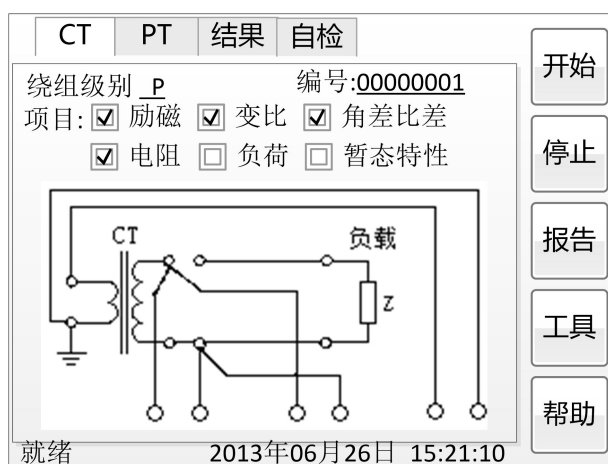 CT PT 结果 自检
绕组级别 P 编号:00000001
项目: 励磁 变比 角差比差
电阻 负荷 暂态特性
CT 负载
Z
就绪 2013年06月26日 15:21:10
开始
停止
报告
工具
帮助